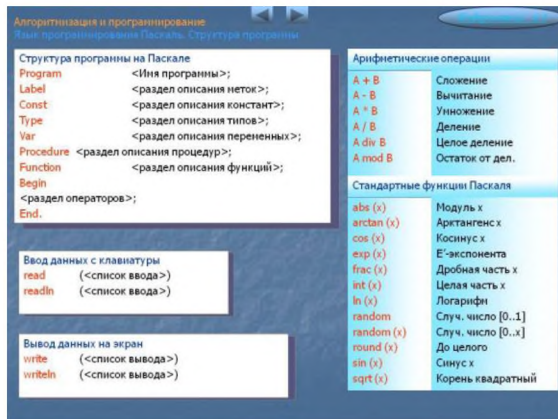 Алгоритмизация и программирование
Язык программирования Паскаль. Структура программы
Структура программы на Паскале
Program <Имя программы>;
Label <раздел описания меток>;
Const <раздел описания констант>;
Type <раздел описания типов>;
Var <раздел описания переменных>;
Procedure <раздел описания процедур>;
Function <раздел описания функций>;
Begin
<раздел операторов>;
End.
Ввод данных с клавиатуры
read (<список ввода>)
readln (<список ввода>)
Вывод данных на экран
write (<список вывода>)
writeln (<список вывода>)
Арифметические операции
A + B Сложение
A - B Вычитание
A * B Умножение
A / B Деление
A div B Целое деление
A mod B Остаток от дел.
Стандартные функции Паскаля
abs (x) Модуль x
arctan (x) Арктангенс x
cos (x) Косинус x
exp (x) E´-экспонента
frac (x) Дробная часть x
int (x) Целая часть x
ln (x) Логарифм
random Случ. число [0..1]
random (x) Случ. число [0..x]
round (x) До целого
sin (x) Синус x
sqrt (x) Корень квадратный